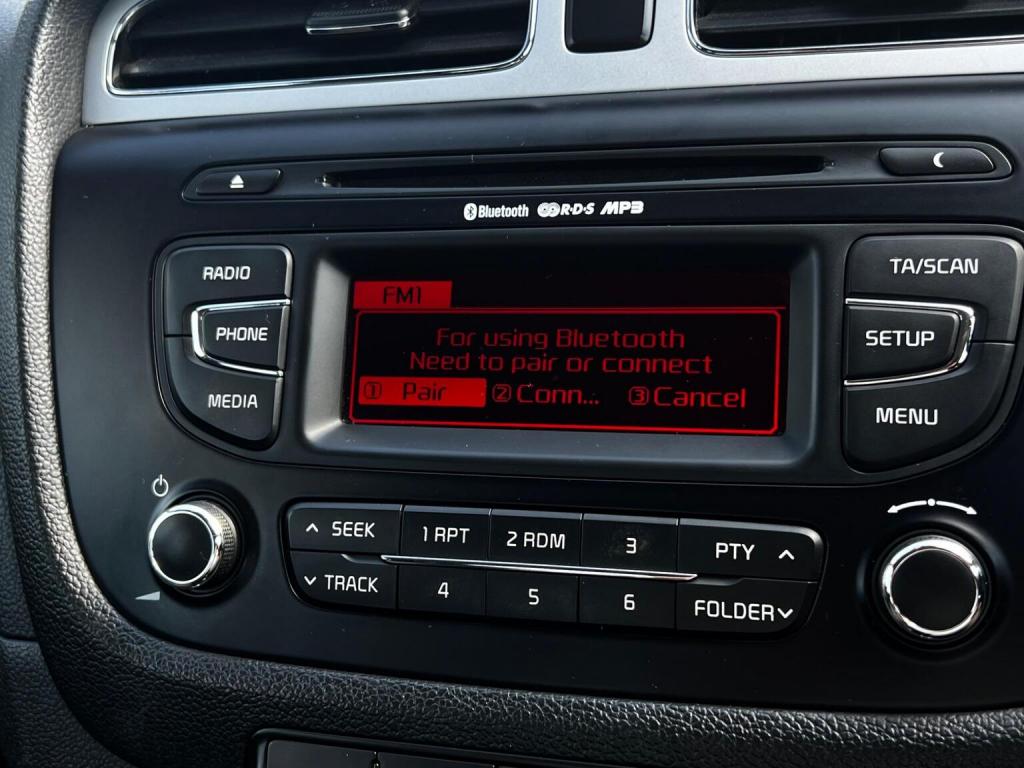 Bluetooth R·D·S MP3
RADIO
PHONE
MEDIA
FM1
For using Bluetooth
Need to pair or connect
① Pair ② Conn... ③ Cancel
TA/SCAN
SETUP
MENU
SEEK 1 RPT 2 RDM 3 PTY
TRACK 4 5 6 FOLDER